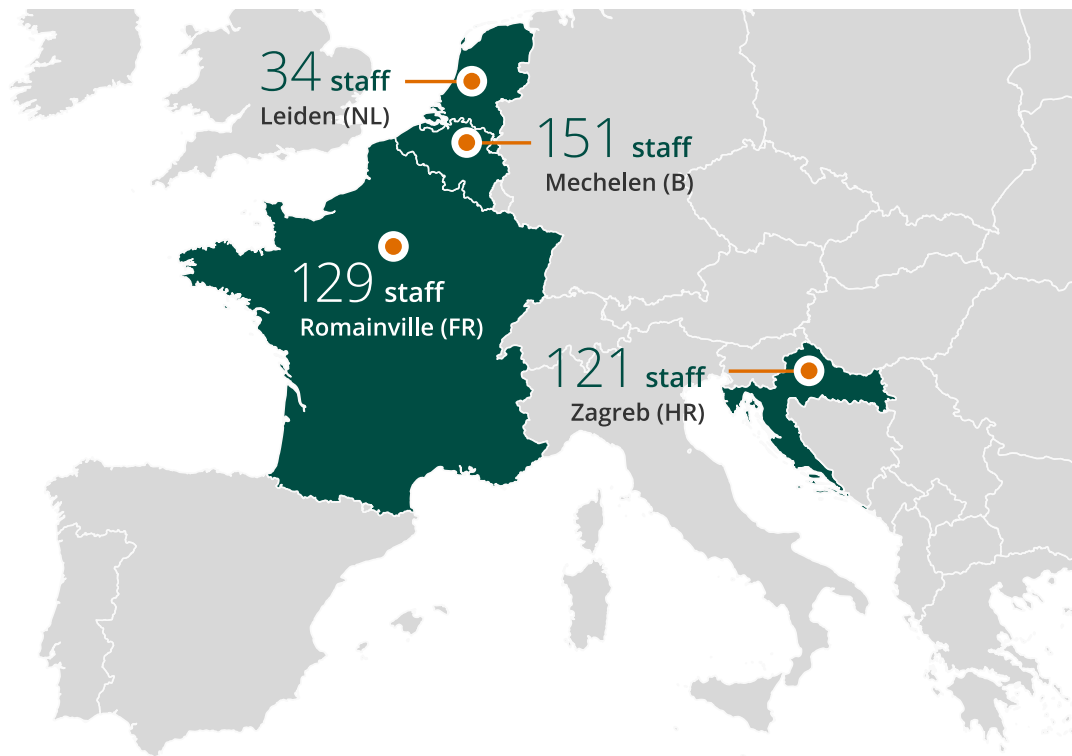 34 staff
Leiden (NL)
151 staff
Mechelen (B)
129 staff
Romainville (FR)
121 staff
Zagreb (HR)